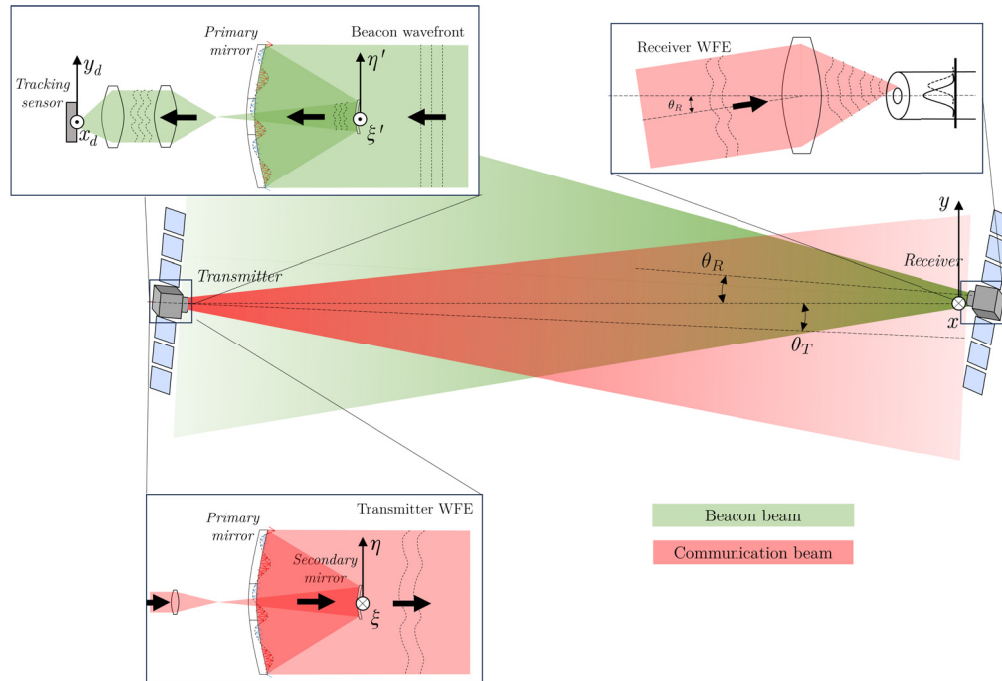 Primary
mirror
Beacon wavefront
η′
y_d
Tracking
sensor
x_d
ξ′
Receiver WFE
θ_R
y
Transmitter
θ_R
Receiver
x
θ_T
Transmitter WFE
Primary
mirror
η
Secondary
mirror
ξ
Beacon beam
Communication beam